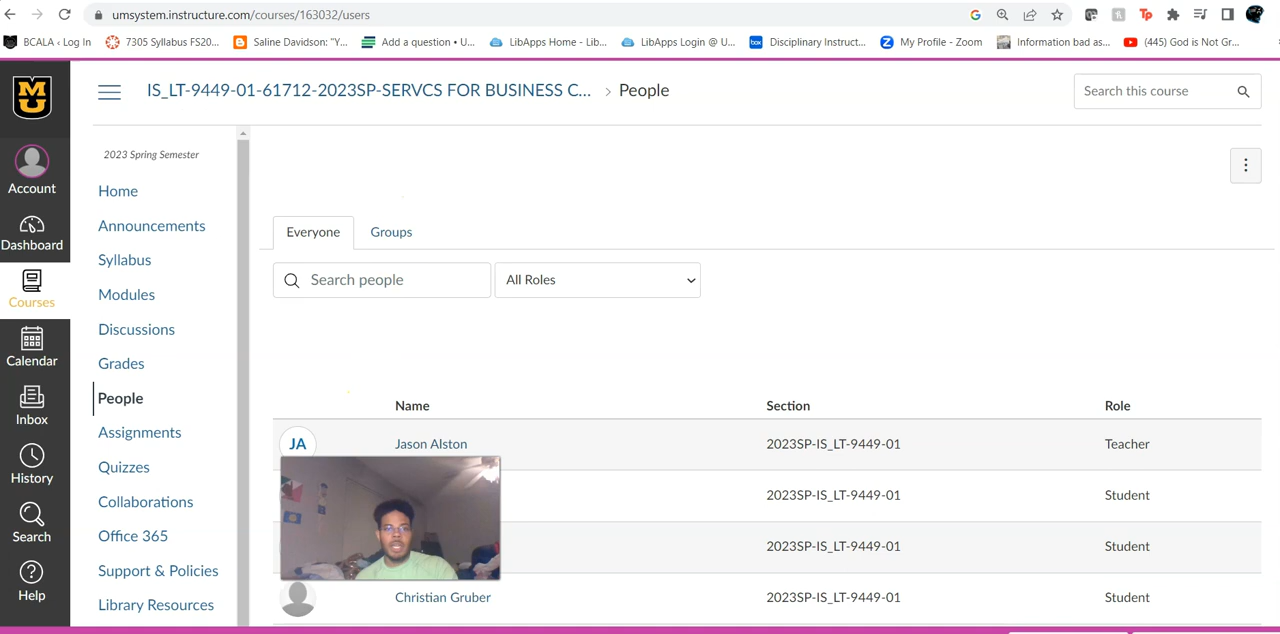 umsystem.instructure.com/courses/163032/users
BCALA ‹ Log In
7305 Syllabus FS20...
Saline Davidson: "Y...
Add a question • U...
LibApps Home - Lib...
LibApps Login @ U...
box
Disciplinary Instruct...
My Profile - Zoom
Information bad as...
(445) God is Not Gr...
MU
IS_LT-9449-01-61712-2023SP-SERVCS FOR BUSINESS C... › People
Search this course
2023 Spring Semester
Account
Dashboard
Courses
Calendar
Inbox
History
Search
Help
Home
Announcements
Syllabus
Modules
Discussions
Grades
People
Assignments
Quizzes
Collaborations
Office 365
Support & Policies
Library Resources
Everyone
Groups
Search people
All Roles
Name Section Role
JA Jason Alston 2023SP-IS_LT-9449-01 Teacher
2023SP-IS_LT-9449-01 Student
2023SP-IS_LT-9449-01 Student
Christian Gruber 2023SP-IS_LT-9449-01 Student